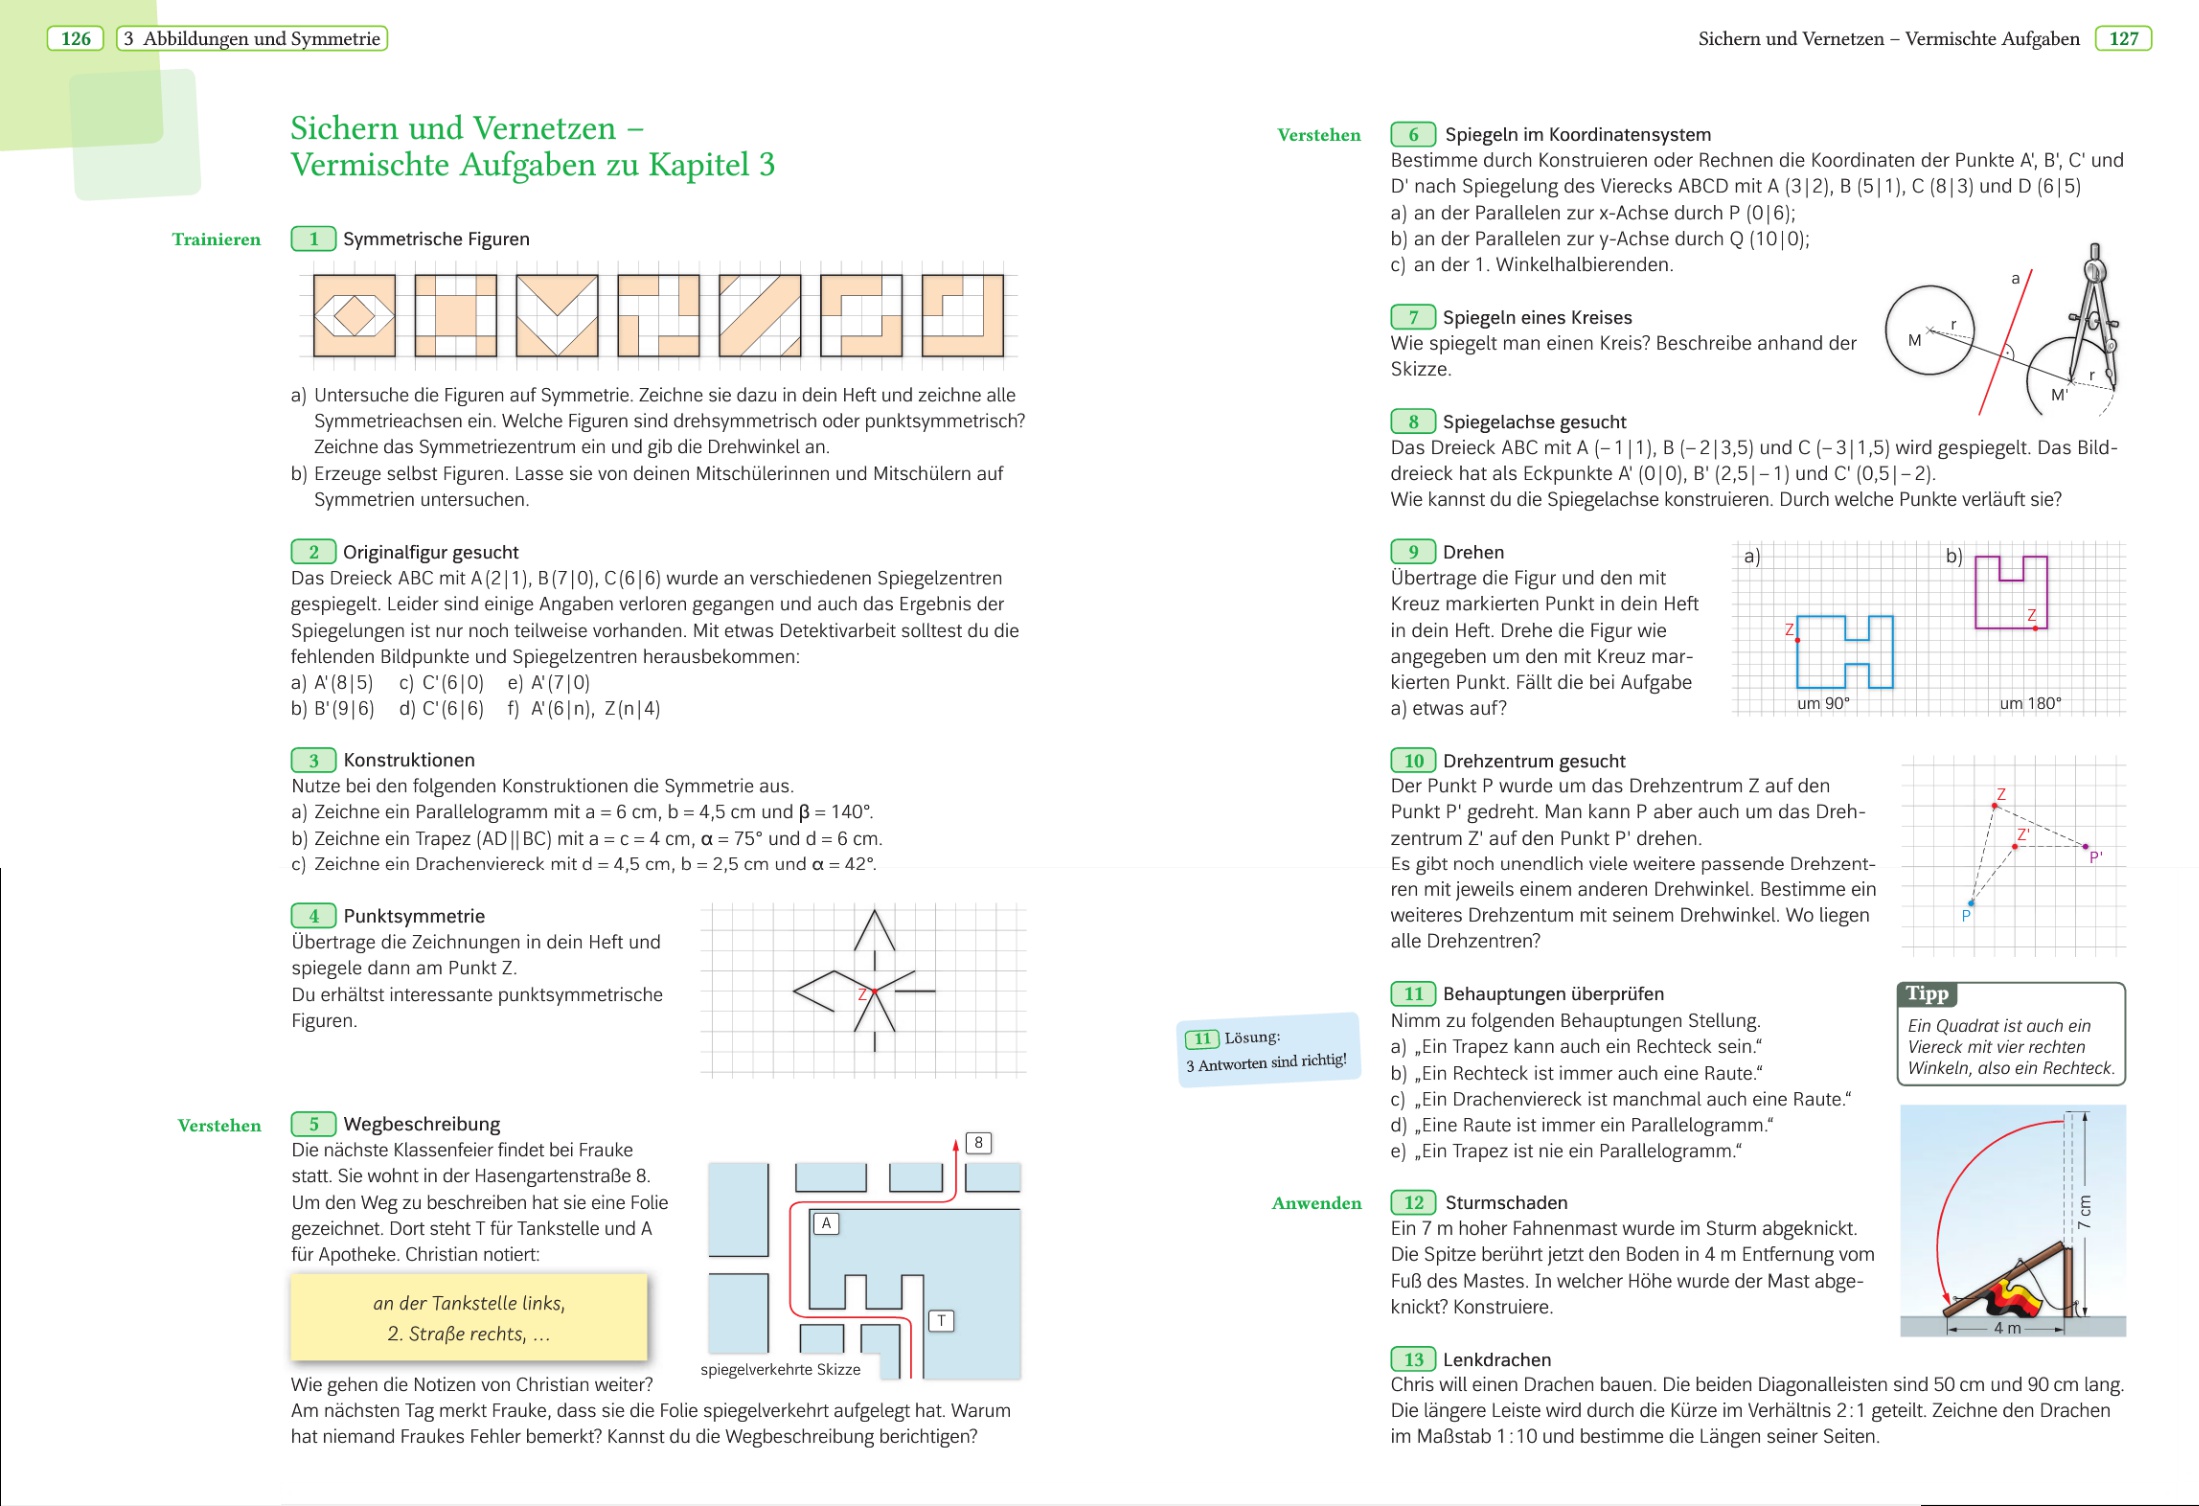 126 3 Abbildungen und Symmetrie
Sichern und Vernetzen – Vermischte Aufgaben 127
Sichern und Vernetzen –
Vermischte Aufgaben zu Kapitel 3
Trainieren
1 Symmetrische Figuren
a) Untersuche die Figuren auf Symmetrie. Zeichne sie dazu in dein Heft und zeichne alle
Symmetrieachsen ein. Welche Figuren sind drehsymmetrisch oder punktsymmetrisch?
Zeichne das Symmetriezentrum ein und gib die Drehwinkel an.
b) Erzeuge selbst Figuren. Lasse sie von deinen Mitschülerinnen und Mitschülern auf
Symmetrien untersuchen.
2 Originalfigur gesucht
Das Dreieck ABC mit A(2|1), B(7|0), C(6|6) wurde an verschiedenen Spiegelzentren
gespiegelt. Leider sind einige Angaben verloren gegangen und auch das Ergebnis der
Spiegelungen ist nur noch teilweise vorhanden. Mit etwas Detektivarbeit solltest du die
fehlenden Bildpunkte und Spiegelzentren herausbekommen:
a) A'(8|5) c) C'(6|0) e) A'(7|0)
b) B'(9|6) d) C'(6|6) f) A'(6|n), Z(n|4)
3 Konstruktionen
Nutze bei den folgenden Konstruktionen die Symmetrie aus.
a) Zeichne ein Parallelogramm mit a = 6 cm, b = 4,5 cm und β = 140°.
b) Zeichne ein Trapez (AD||BC) mit a = c = 4 cm, α = 75° und d = 6 cm.
c) Zeichne ein Drachenviereck mit d = 4,5 cm, b = 2,5 cm und α = 42°.
4 Punktsymmetrie
Übertrage die Zeichnungen in dein Heft und
spiegele dann am Punkt Z.
Du erhältst interessante punktsymmetrische
Figuren.
Z
Verstehen
5 Wegbeschreibung
Die nächste Klassenfeier findet bei Frauke
statt. Sie wohnt in der Hasengartenstraße 8.
Um den Weg zu beschreiben hat sie eine Folie
gezeichnet. Dort steht T für Tankstelle und A
für Apotheke. Christian notiert:
an der Tankstelle links,
2. Straße rechts, ...
8
A
T
spiegelverkehrte Skizze
Wie gehen die Notizen von Christian weiter?
Am nächsten Tag merkt Frauke, dass sie die Folie spiegelverkehrt aufgelegt hat. Warum
hat niemand Fraukes Fehler bemerkt? Kannst du die Wegbeschreibung berichtigen?
Verstehen
6 Spiegeln im Koordinatensystem
Bestimme durch Konstruieren oder Rechnen die Koordinaten der Punkte A', B', C' und
D' nach Spiegelung des Vierecks ABCD mit A (3|2), B (5|1), C (8|3) und D (6|5)
a) an der Parallelen zur x-Achse durch P (0|6);
b) an der Parallelen zur y-Achse durch Q (10|0);
c) an der 1. Winkelhalbierenden.
7 Spiegeln eines Kreises
Wie spiegelt man einen Kreis? Beschreibe anhand der
Skizze.
a
r
M
r
M'
8 Spiegelachse gesucht
Das Dreieck ABC mit A (–1|1), B (–2|3,5) und C (–3|1,5) wird gespiegelt. Das Bild-
dreieck hat als Eckpunkte A' (0|0), B' (2,5|–1) und C' (0,5|–2).
Wie kannst du die Spiegelachse konstruieren. Durch welche Punkte verläuft sie?
9 Drehen
Übertrage die Figur und den mit
Kreuz markierten Punkt in dein Heft
in dein Heft. Drehe die Figur wie
angegeben um den mit Kreuz mar-
kierten Punkt. Fällt die bei Aufgabe
a) etwas auf?
a) b)
Z
Z
um 90° um 180°
10 Drehzentrum gesucht
Der Punkt P wurde um das Drehzentrum Z auf den
Punkt P' gedreht. Man kann P aber auch um das Dreh-
zentrum Z' auf den Punkt P' drehen.
Es gibt noch unendlich viele weitere passende Drehzent-
ren mit jeweils einem anderen Drehwinkel. Bestimme ein
weiteres Drehzentum mit seinem Drehwinkel. Wo liegen
alle Drehzentren?
Z
Z'
P'
P
11 Behauptungen überprüfen
Nimm zu folgenden Behauptungen Stellung.
a) „Ein Trapez kann auch ein Rechteck sein.“
b) „Ein Rechteck ist immer auch eine Raute.“
c) „Ein Drachenviereck ist manchmal auch eine Raute.“
d) „Eine Raute ist immer ein Parallelogramm.“
e) „Ein Trapez ist nie ein Parallelogramm.“
11 Lösung:
3 Antworten sind richtig!
Tipp
Ein Quadrat ist auch ein
Viereck mit vier rechten
Winkeln, also ein Rechteck.
Anwenden
12 Sturmschaden
Ein 7 m hoher Fahnenmast wurde im Sturm abgeknickt.
Die Spitze berührt jetzt den Boden in 4 m Entfernung vom
Fuß des Mastes. In welcher Höhe wurde der Mast abge-
knickt? Konstruiere.
7 cm
4 m
13 Lenkdrachen
Chris will einen Drachen bauen. Die beiden Diagonalleisten sind 50 cm und 90 cm lang.
Die längere Leiste wird durch die Kürze im Verhältnis 2:1 geteilt. Zeichne den Drachen
im Maßstab 1:10 und bestimme die Längen seiner Seiten.